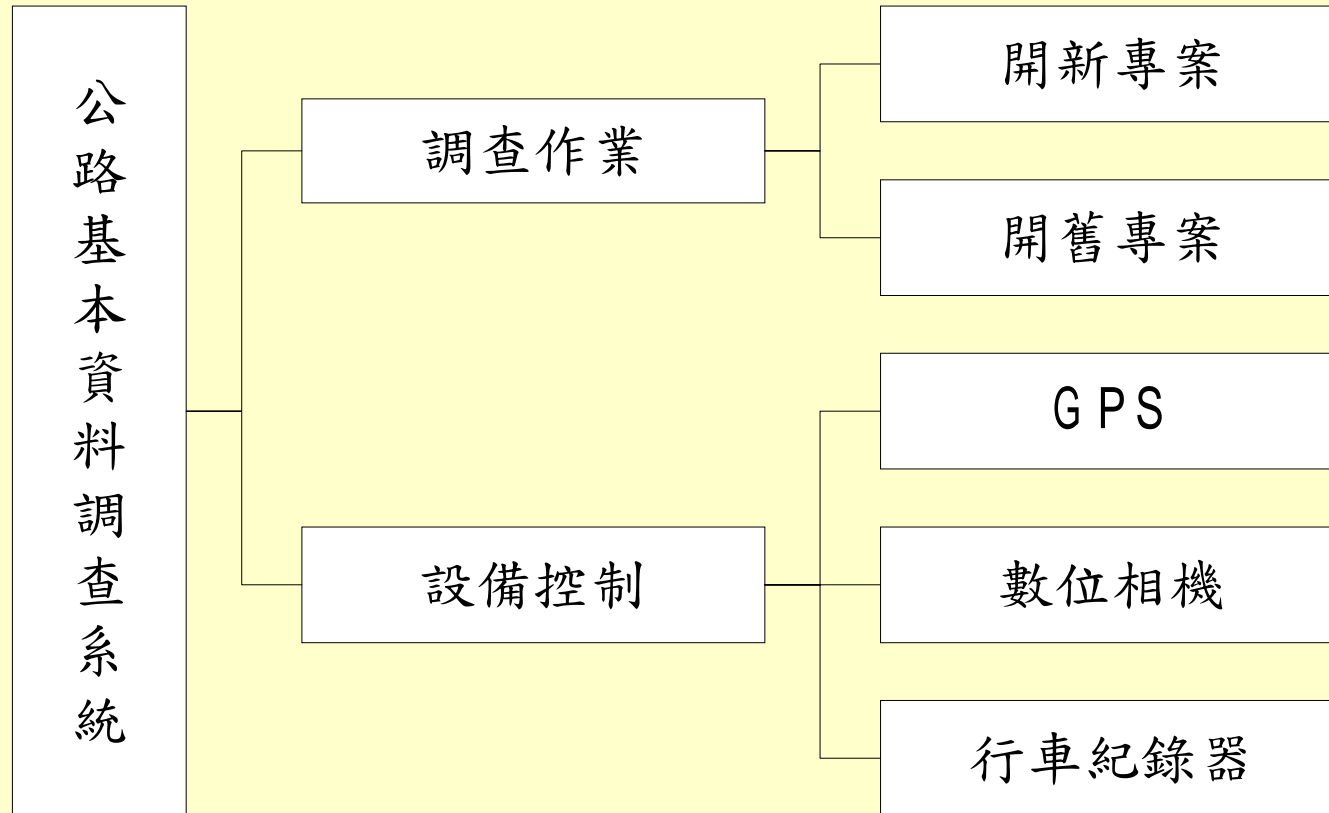 公路基本資料調查系統
調查作業
開新專案
開舊專案
設備控制
GPS
數位相機
行車紀錄器